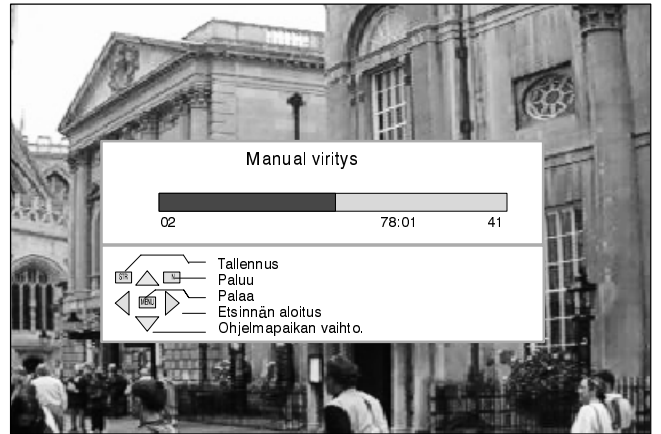 Manual viritys
02 78:01 41
STR N Tallennus
Paluu
MENU Palaa
Etsinnän aloitus
Ohjelmapaikan vaihto.